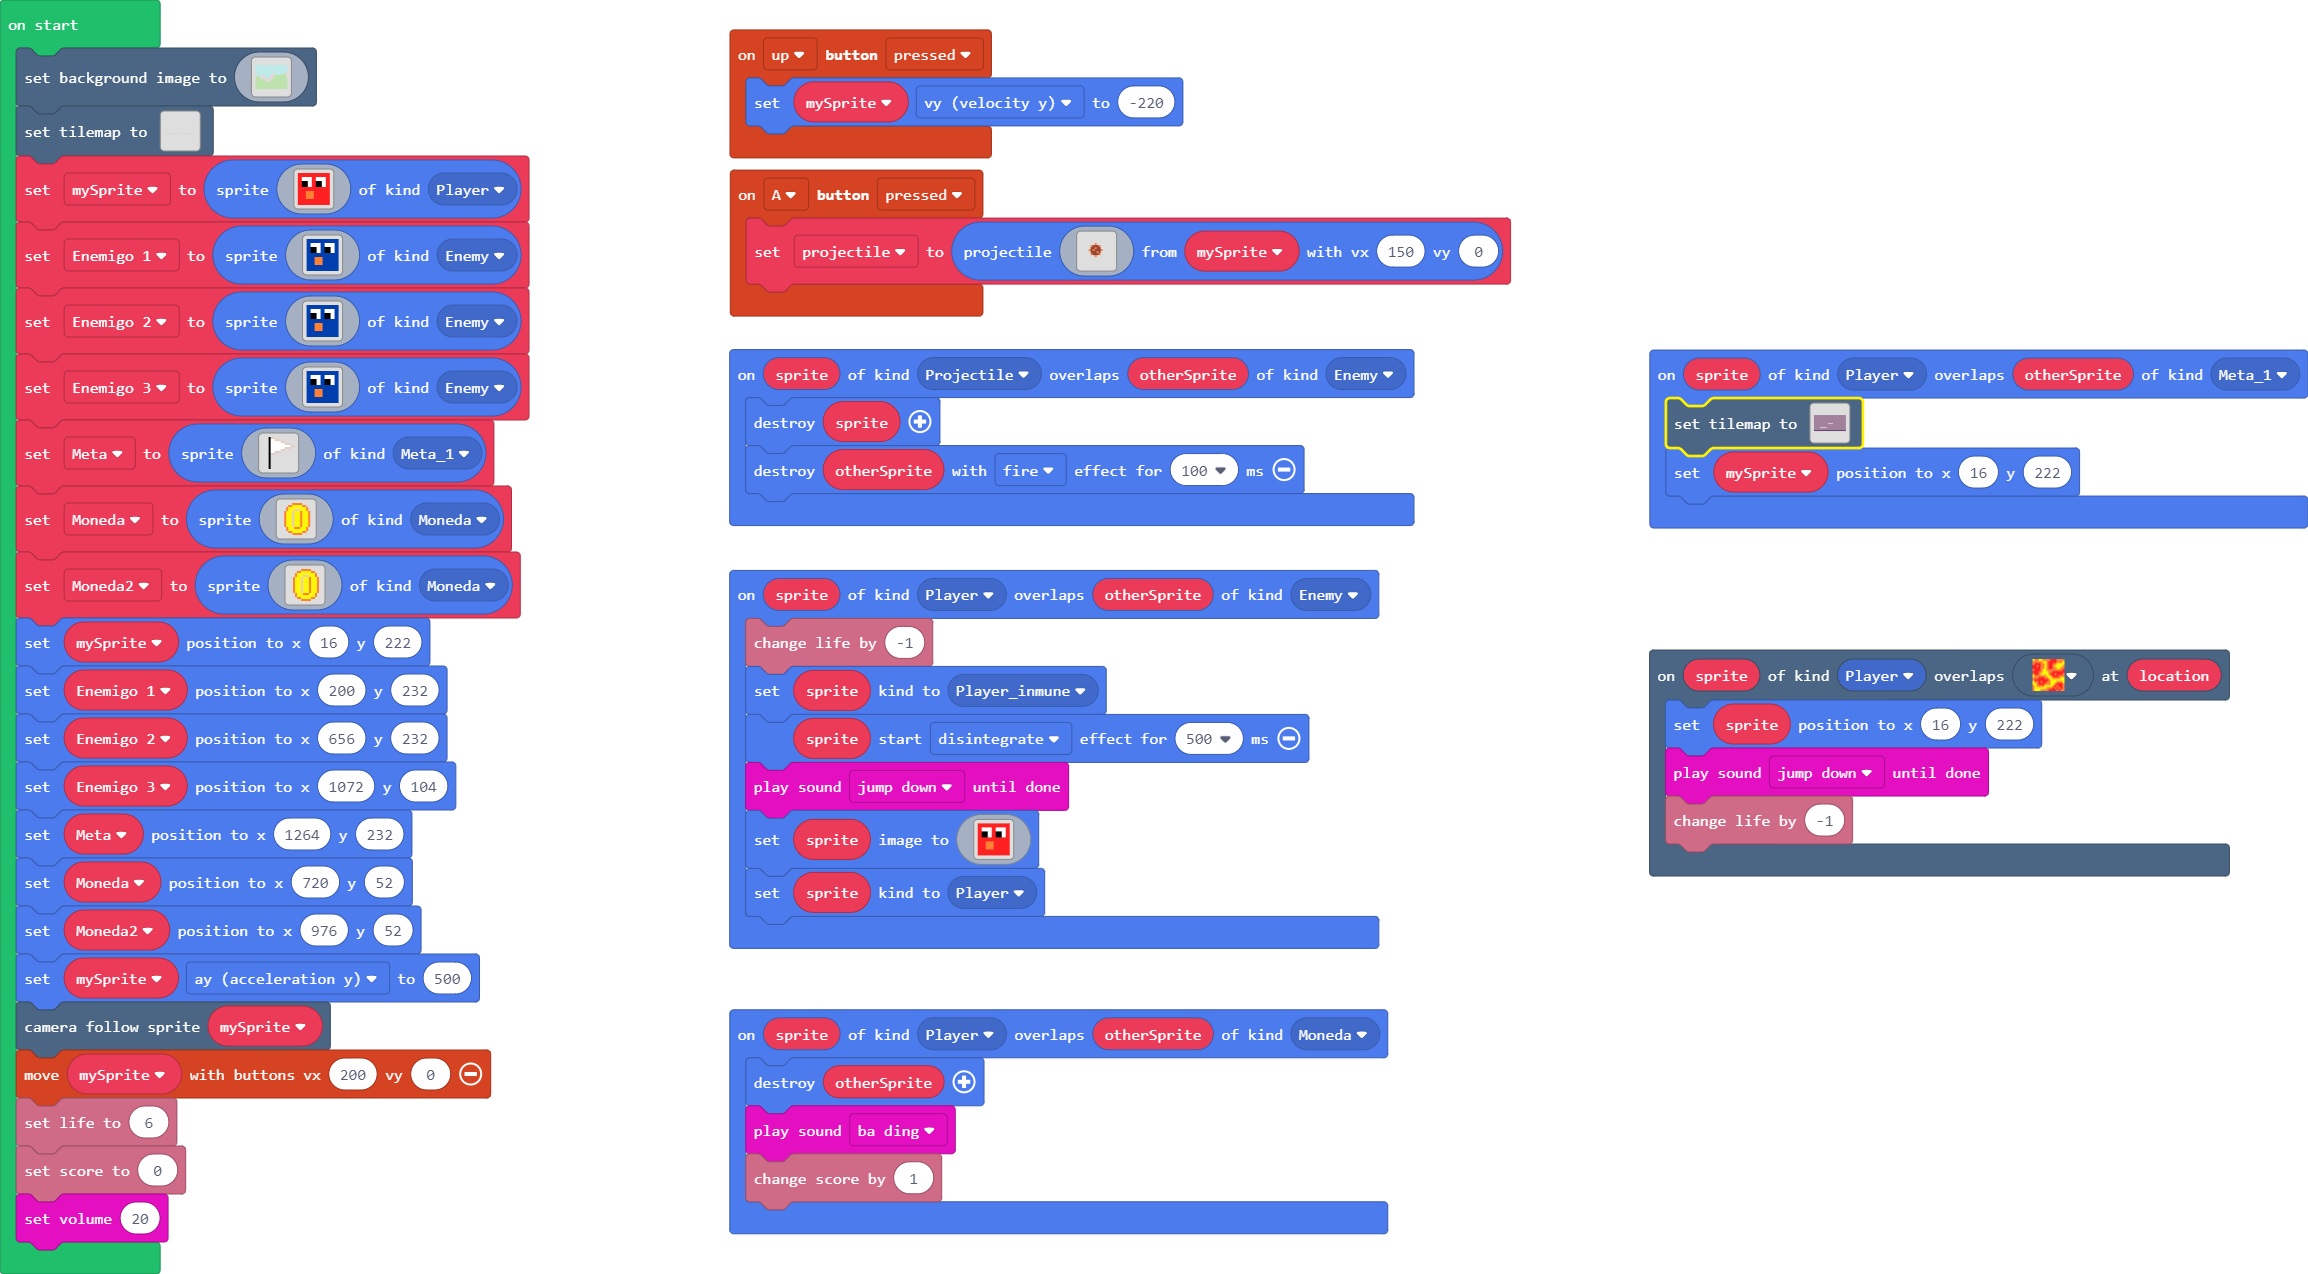 on start
set background image to
set tilemap to
set mySprite to sprite of kind Player
set Enemigo 1 to sprite of kind Enemy
set Enemigo 2 to sprite of kind Enemy
set Enemigo 3 to sprite of kind Enemy
set Meta to sprite of kind Meta_1
set Moneda to sprite of kind Moneda
set Moneda2 to sprite of kind Moneda
set mySprite position to x 16 y 222
set Enemigo 1 position to x 200 y 232
set Enemigo 2 position to x 656 y 232
set Enemigo 3 position to x 1072 y 104
set Meta position to x 1264 y 232
set Moneda position to x 720 y 52
set Moneda2 position to x 976 y 52
set mySprite ay (acceleration y) to 500
camera follow sprite mySprite
move mySprite with buttons vx 200 vy 0
set life to 6
set score to 0
set volume 20
on up button pressed
set mySprite vy (velocity y) to -220
on A button pressed
set projectile to projectile from mySprite with vx 150 vy 0
on sprite of kind Projectile overlaps otherSprite of kind Enemy
destroy sprite
destroy otherSprite with fire effect for 100 ms
on sprite of kind Player overlaps otherSprite of kind Enemy
change life by -1
set sprite kind to Player_inmune
sprite start disintegrate effect for 500 ms
play sound jump down until done
set sprite image to
set sprite kind to Player
on sprite of kind Player overlaps otherSprite of kind Moneda
destroy otherSprite
play sound ba ding
change score by 1
on sprite of kind Player overlaps otherSprite of kind Meta_1
set tilemap to
set mySprite position to x 16 y 222
on sprite of kind Player overlaps at location
set sprite position to x 16 y 222
play sound jump down until done
change life by -1